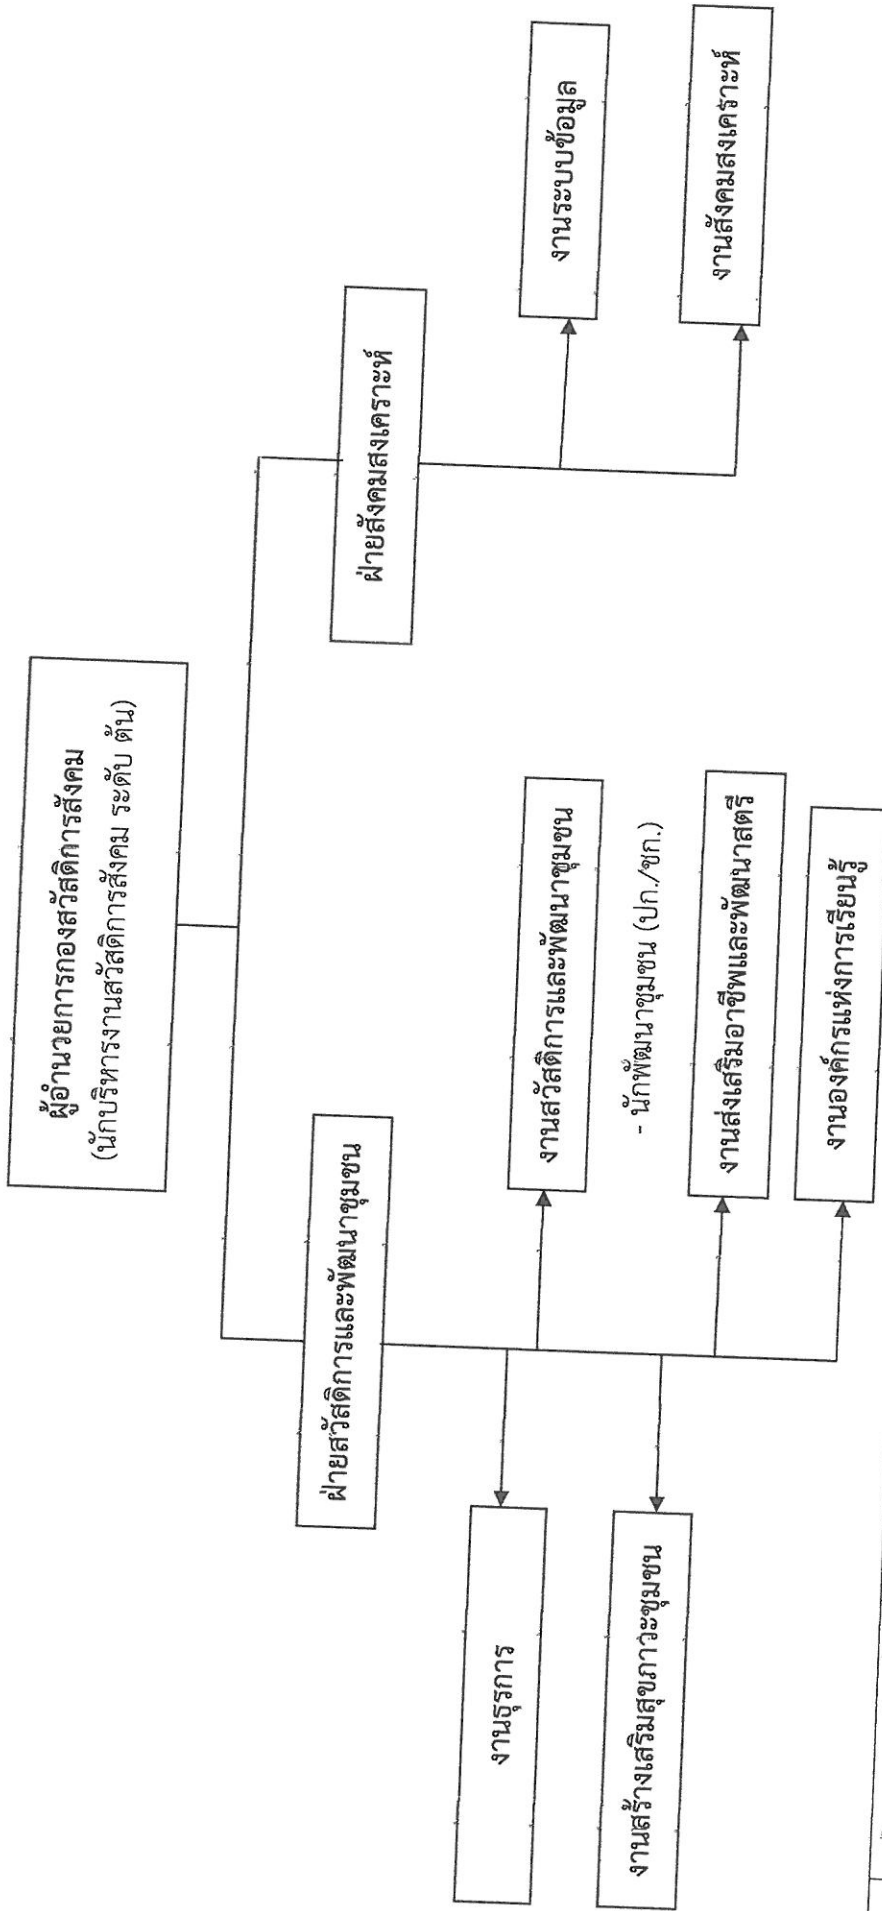 ผู้อำนวยการกองสวัสดิการสังคม
(นักบริหารงานสวัสดิการสังคม ระดับ ต้น)
ฝ่ายสวัสดิการและพัฒนาชุมชน
ฝ่ายสังคมสงเคราะห์
งานธุรการ
งานสวัสดิการและพัฒนาชุมชน
- นักพัฒนาชุมชน (ปก./ชก.)
งานระบบข้อมูล
งานสร้างเสริมสุขภาวะชุมชน
งานส่งเสริมอาชีพและพัฒนาสตรี
งานสังคมสงเคราะห์
งานองค์กรแห่งการเรียนรู้